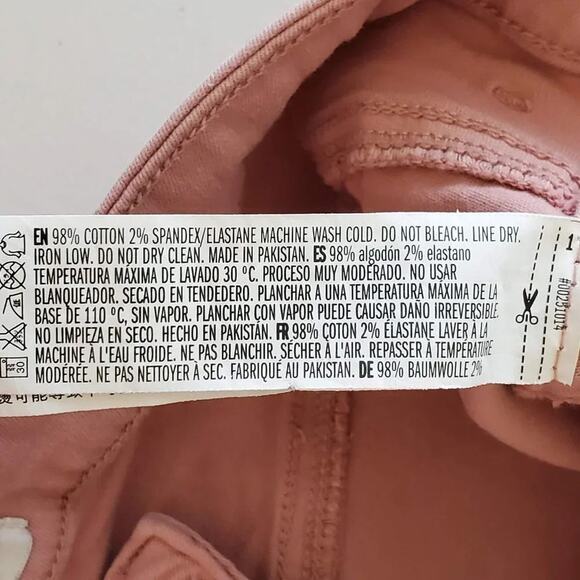 EN 98% COTTON 2% SPANDEX/ELASTANE MACHINE WASH COLD. DO NOT BLEACH. LINE DRY.
IRON LOW. DO NOT DRY CLEAN. MADE IN PAKISTAN. ES 98% algodón 2% elastano
TEMPERATURA MÁXIMA DE LAVADO 30 ºC. PROCESO MUY MODERADO. NO USAR
BLANQUEADOR. SECADO EN TENDEDERO. PLANCHAR A UNA TEMPERATURA MÁXIMA DE LA
BASE DE 110 ºC, SIN VAPOR. PLANCHAR CON VAPOR PUEDE CAUSAR DAÑO IRREVERSIBLE.
NO LIMPIEZA EN SECO. HECHO EN PAKISTÁN. FR 98% COTON 2% ÉLASTANE LAVER À LA
MACHINE À L'EAU FROIDE. NE PAS BLANCHIR. SÉCHER À L'AIR. REPASSER À TEMPÉRATURE
MODÉRÉE. NE PAS NETTOYER À SEC. FABRIQUÉ AU PAKISTAN. DE 98% BAUMWOLLE 2%
1
#00291074